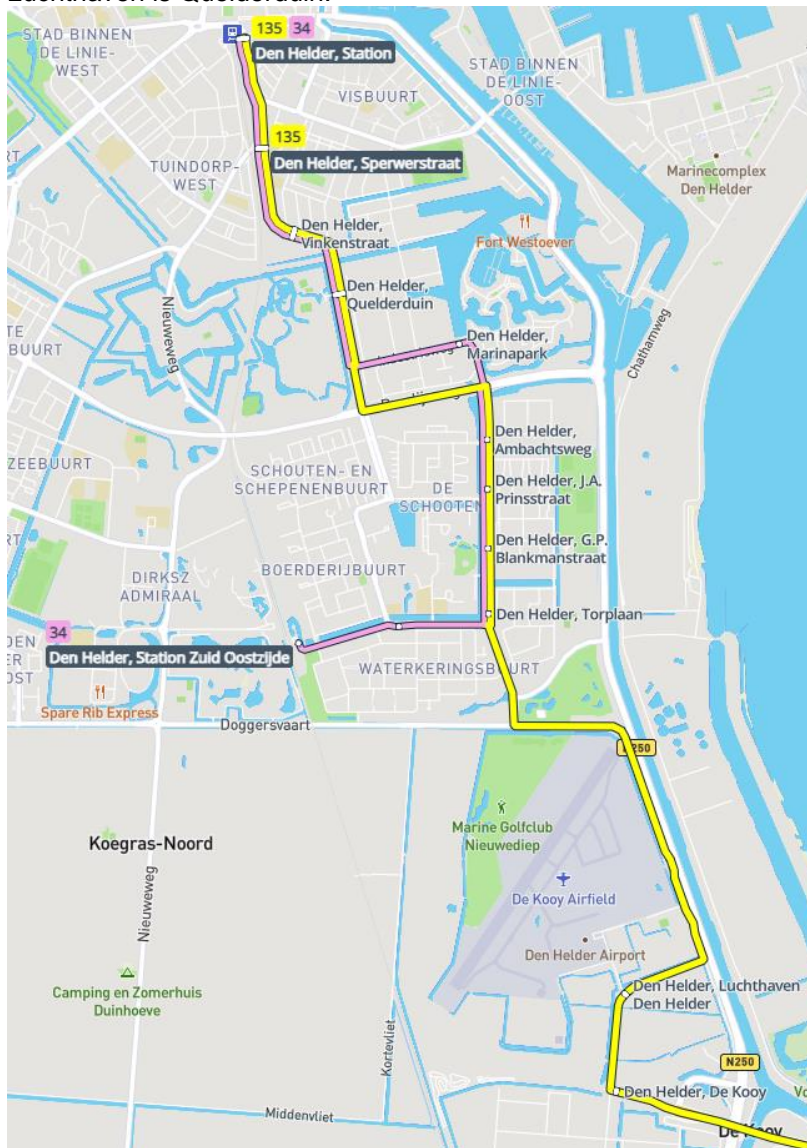 Luchthaven is Quelderduin.
135 34
Den Helder, Station
STAD BINNEN
DE LINIE-
WEST
STAD BINNEN
DE LINIE-
OOST
VISBUURT
135
Den Helder, Sperwerstraat
TUINDORP-
WEST
Marinecomplex
Den Helder
Den Helder,
Vinkenstraat
Fort Westoever
Den Helder,
Quelderduin
Nieuweweg
Chathamweg
BUURT
Den Helder,
Marinapark
Den Helder,
Ambachtsweg
ZEEBUURT
SCHOUTEN- EN
SCHEPENENBUURT
DE
SCHOOTEN
Den Helder, J.A.
Prinsstraat
Den Helder, G.P.
Blankmanstraat
BOERDERIJBUURT
DIRKSZ
ADMIRAAL
Den Helder, Torplaan
34
Den Helder, Station Zuid Oostzijde
WATERKERINGSBUURT
Spare Rib Express
Doggersvaart
N250
Marine Golfclub
Nieuwediep
Koegras-Noord
De Kooy Airfield
Nieuweweg
Den Helder Airport
Den Helder, Luchthaven
Den Helder
Camping en Zomerhuis
Duinhoeve
Kortevliet
N250
Den Helder, De Kooy
Middenvliet
De Kooy